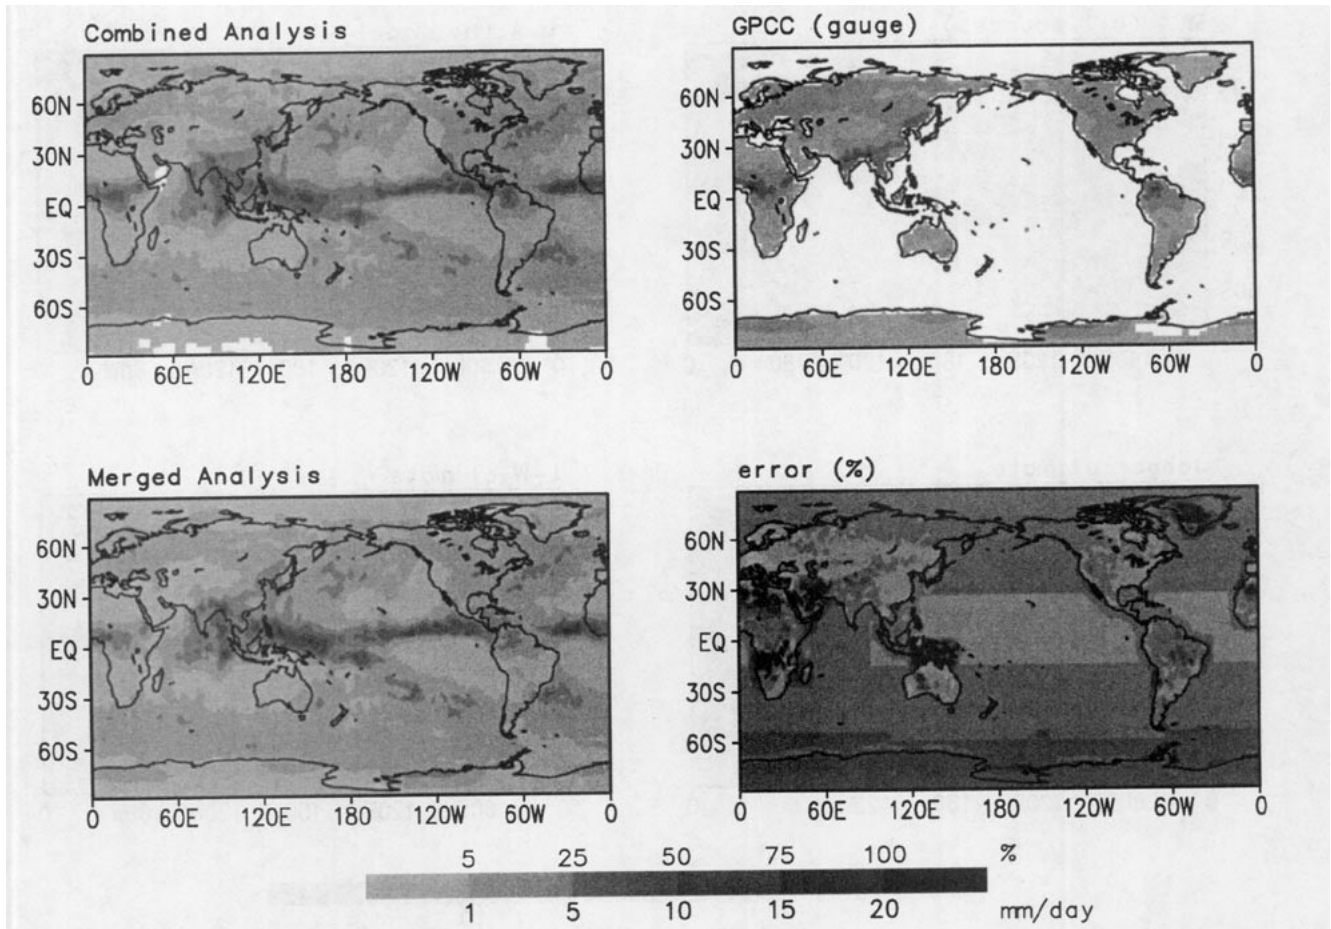 Combined Analysis
60N
30N
EQ
30S
60S
0 60E 120E 180 120W 60W 0
GPCC (gauge)
60N
30N
EQ
30S
60S
0 60E 120E 180 120W 60W 0
Merged Analysis
60N
30N
EQ
30S
60S
0 60E 120E 180 120W 60W 0
error (%)
60N
30N
EQ
30S
60S
0 60E 120E 180 120W 60W 0
5 25 50 75 100 %
1 5 10 15 20 mm/day